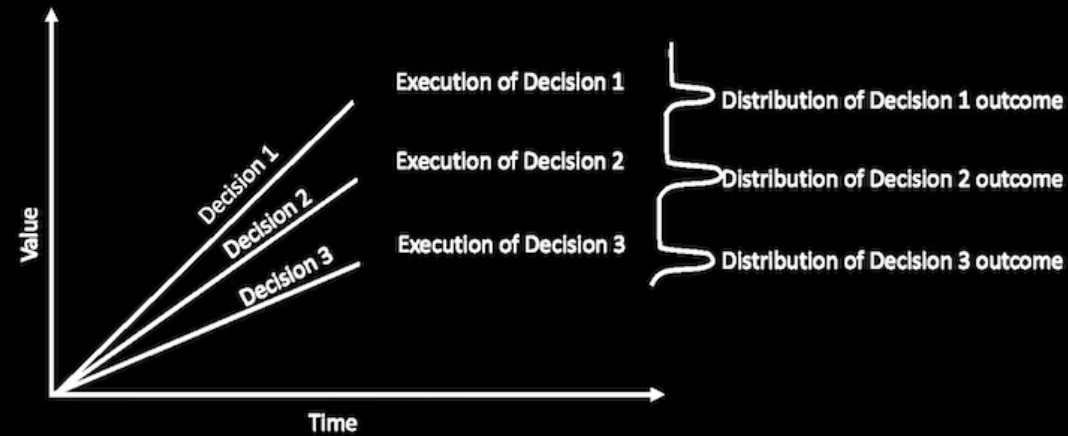 Execution of Decision 1
Distribution of Decision 1 outcome
Decision 1
Execution of Decision 2
Distribution of Decision 2 outcome
Decision 2
Execution of Decision 3
Distribution of Decision 3 outcome
Decision 3
Value
Time